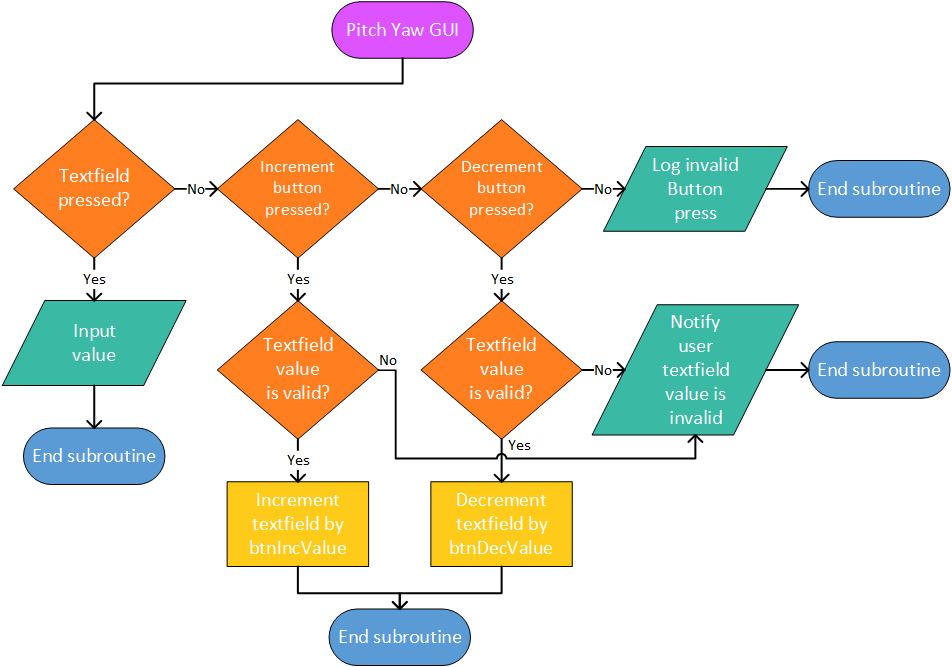 Pitch Yaw GUI
Textfield
pressed?
No
Increment
button
pressed?
No
Decrement
button
pressed?
No
Log invalid
Button
press
End subroutine
Yes
Yes
Yes
Input
value
Textfield
value
is valid?
No
Textfield
value
is valid?
No
Notify
user
textfield
value is
invalid
End subroutine
End subroutine
Yes
Yes
Increment
textfield by
btnIncValue
Decrement
textfield by
btnDecValue
End subroutine